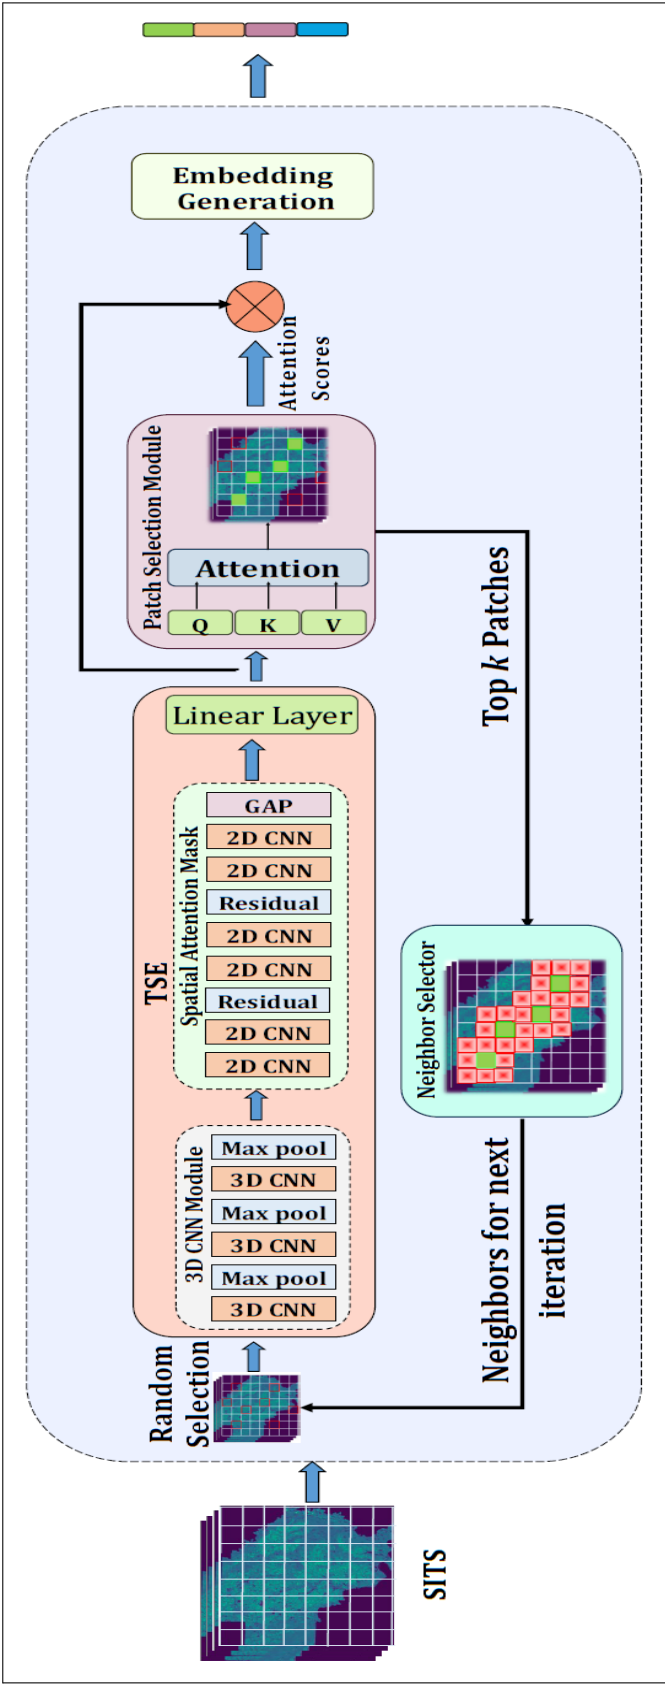 Embedding
Generation
Attention
Scores
Patch Selection Module
Attention
Q
K
V
Top k Patches
Linear Layer
TSE
Spatial Attention Mask
GAP
2D CNN
2D CNN
Residual
2D CNN
2D CNN
Residual
2D CNN
2D CNN
Neighbor Selector
3D CNN Module
Max pool
3D CNN
Max pool
3D CNN
Max pool
3D CNN
Neighbors for next
iteration
Random
Selection
SITS